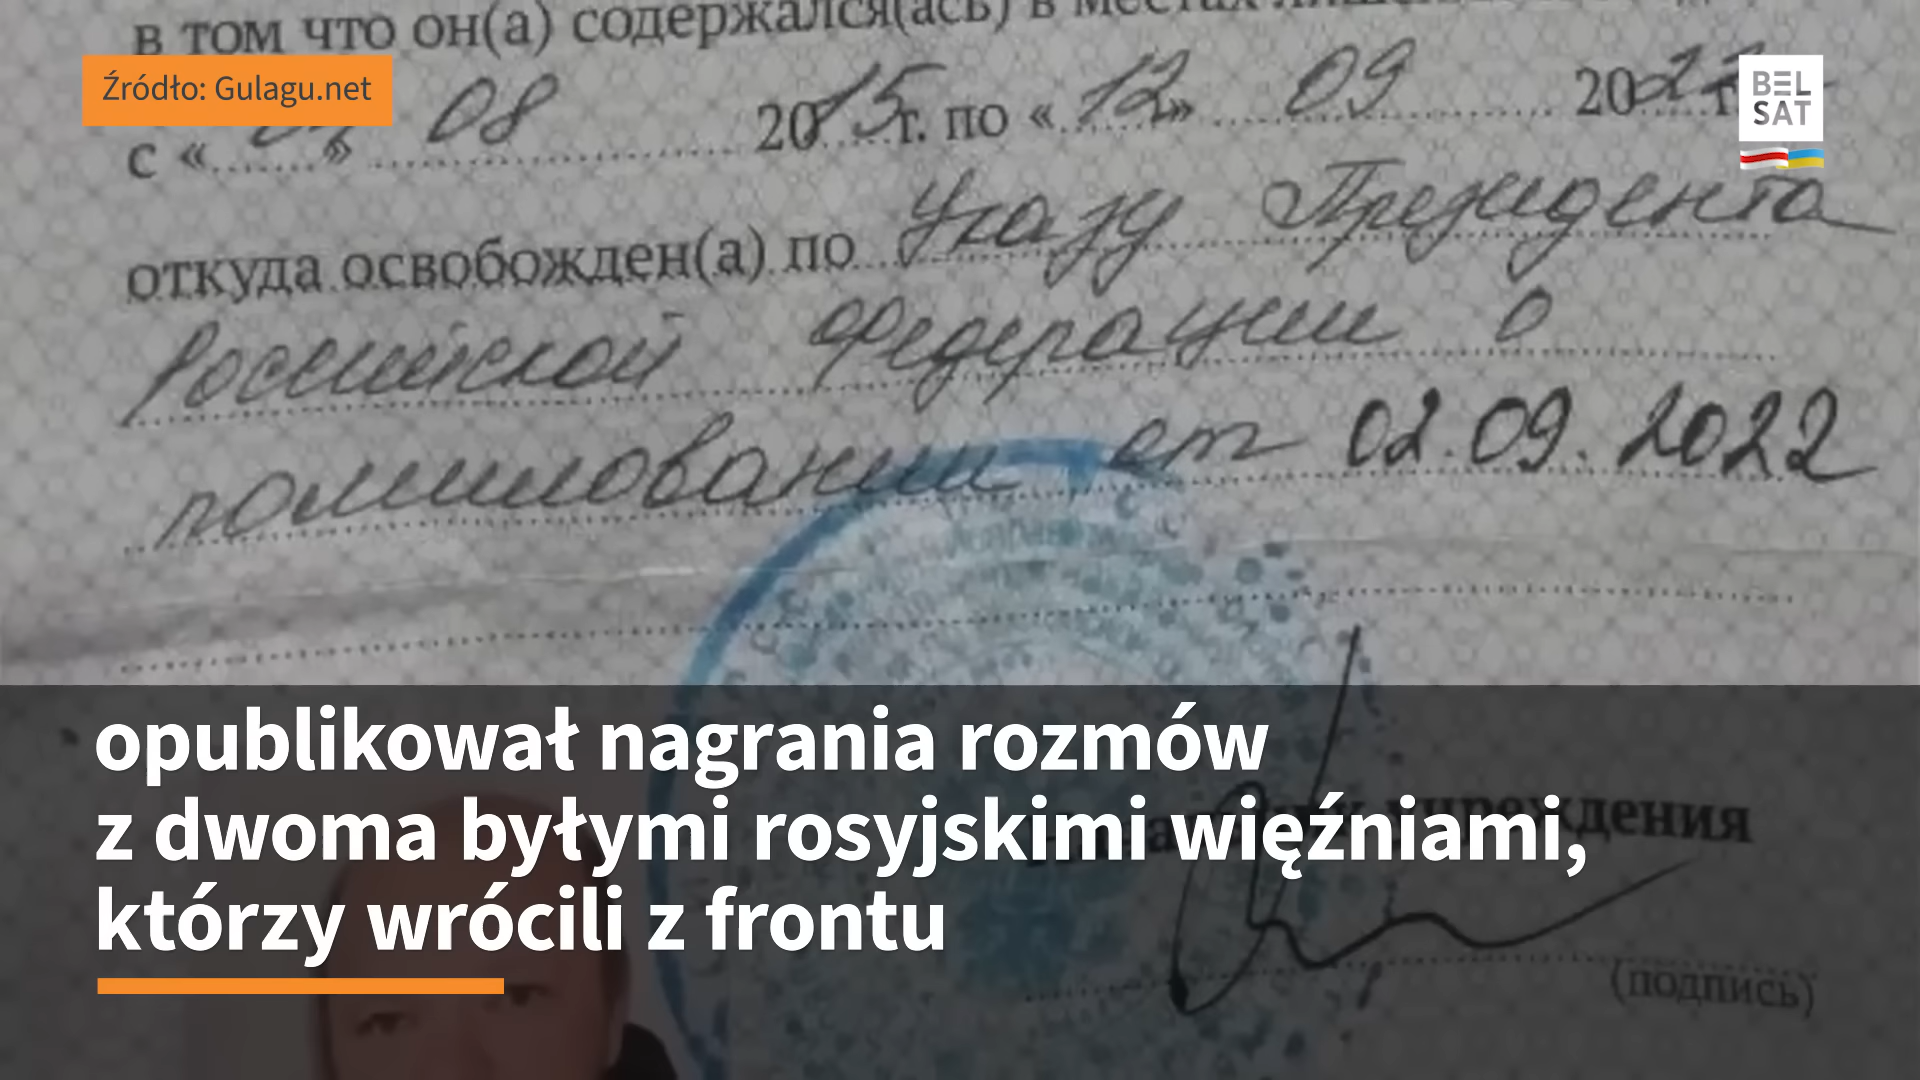 в том что он(а) содержался(ась) в местах
Źródło: Gulagu.net
BEL
SAT
с « » 08 2015 г. по « 12 » 09 2022 г.
откуда освобожден(а) по Указу Президента
Российской Федерации о
помиловании от 02.09.2022
opublikował nagrania rozmów
z dwoma byłymi rosyjskimi więźniami,
którzy wrócili z frontu
учреждения
(подпись)